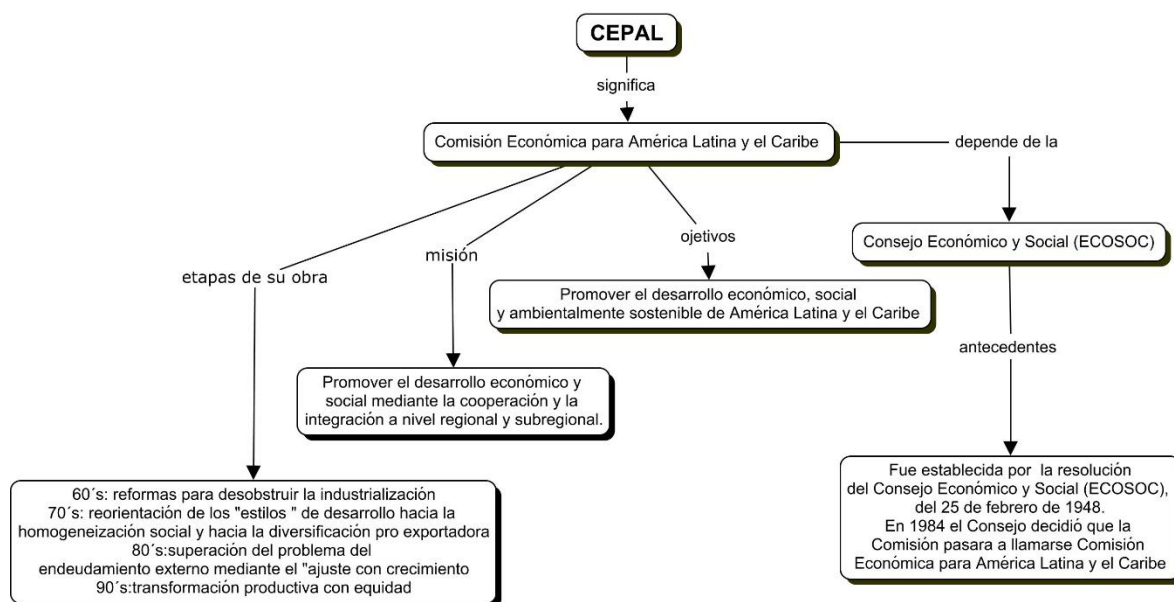 CEPAL
significa
Comisión Económica para América Latina y el Caribe
depende de la
Consejo Económico y Social (ECOSOC)
antecedentes
Fue establecida por la resolución
del Consejo Económico y Social (ECOSOC),
del 25 de febrero de 1948.
En 1984 el Consejo decidió que la
Comisión pasara a llamarse Comisión
Económica para América Latina y el Caribe
ojetivos
Promover el desarrollo económico, social
y ambientalmente sostenible de América Latina y el Caribe
misión
Promover el desarrollo económico y
social mediante la cooperación y la
integración a nivel regional y subregional.
etapas de su obra
60´s: reformas para desobstruir la industrialización
70´s: reorientación de los "estilos " de desarrollo hacia la
homogeneización social y hacia la diversificación pro exportadora
80´s:superación del problema del
endeudamiento externo mediante el "ajuste con crecimiento
90´s:transformación productiva con equidad